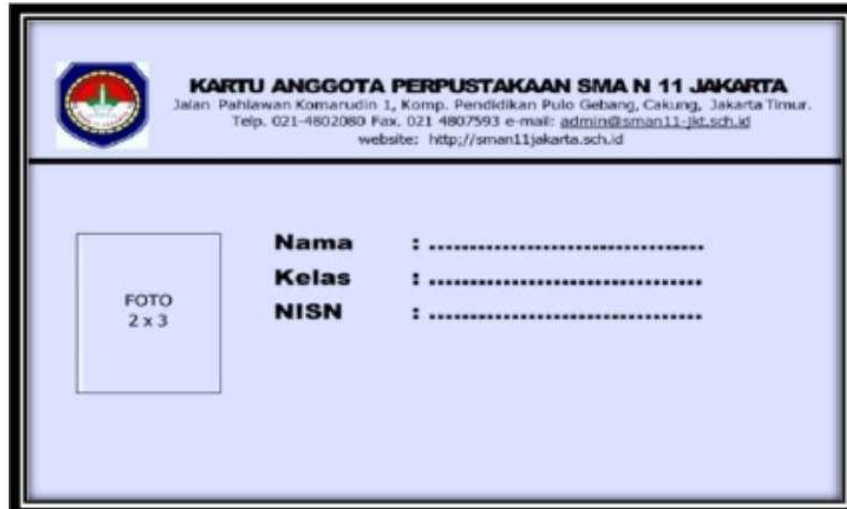 KARTU ANGGOTA PERPUSTAKAAN SMA N 11 JAKARTA
Jalan Pahlawan Komarudin 1, Komp. Pendidikan Pulo Gebang, Cakung, Jakarta Timur.
Telp. 021-4802080 Fax. 021 4807593 e-mail: admin@sman11-jkt.sch.id
website: http://sman11jakarta.sch.id
Nama : ..................................
Kelas : ..................................
NISN : ..................................
FOTO
2 x 3